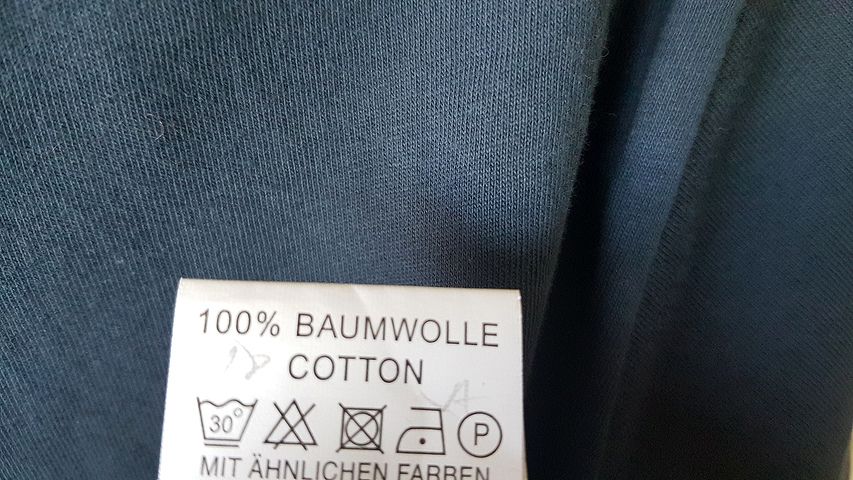 100% BAUMWOLLE
COTTON
30° P
MIT ÄHNLICHEN FARBEN